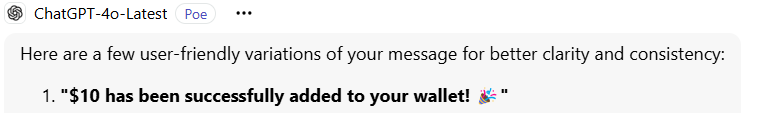 ChatGPT-4o-Latest Poe ...
Here are a few user-friendly variations of your message for better clarity and consistency:
1. "$10 has been successfully added to your wallet! 🎉 "